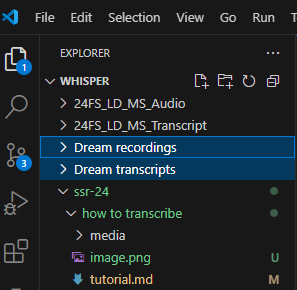 File Edit Selection View Go Run
EXPLORER ...
1
WHISPER
24FS_LD_MS_Audio
24FS_LD_MS_Transcript
Dream recordings
3
Dream transcripts
ssr-24
how to transcribe
media
image.png U
tutorial.md M